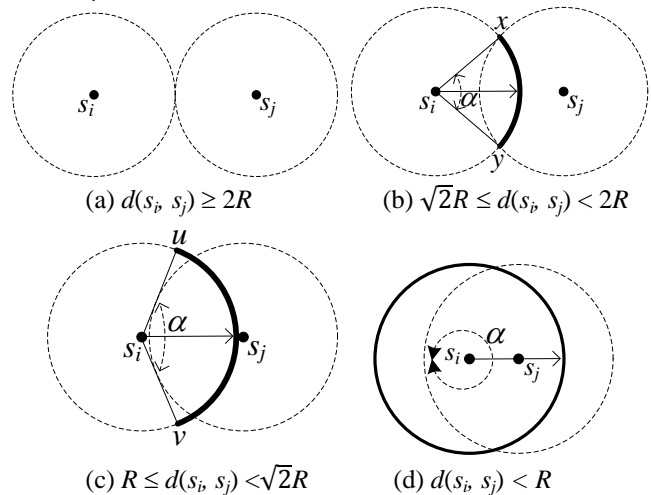 x
s_i s_j s_i α s_j
y
(a) d(s_i, s_j) ≥ 2R (b) √2R ≤ d(s_i, s_j) < 2R
u
α α
s_i s_j s_i s_j
v
(c) R ≤ d(s_i, s_j) <√2R (d) d(s_i, s_j) < R